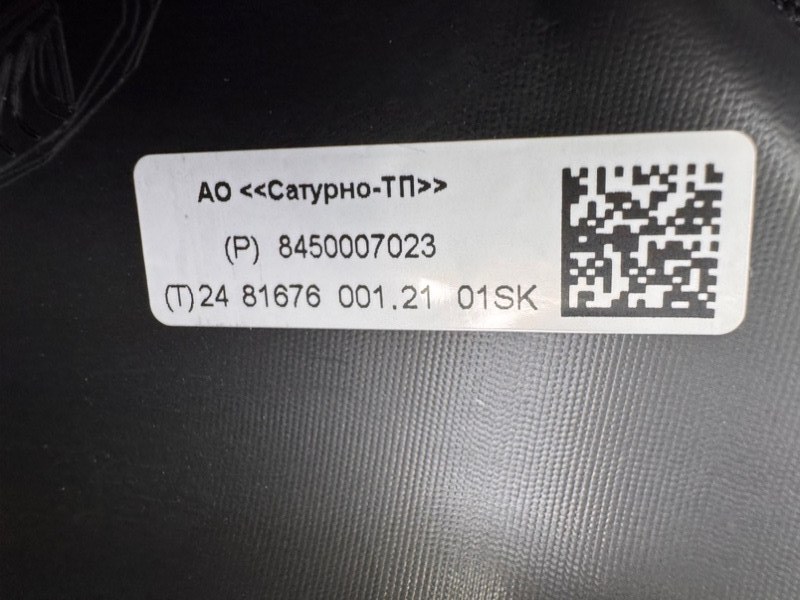 АО <<Сатурно-ТП>>
(P) 8450007023
(T)24 81676 001.21 01SK